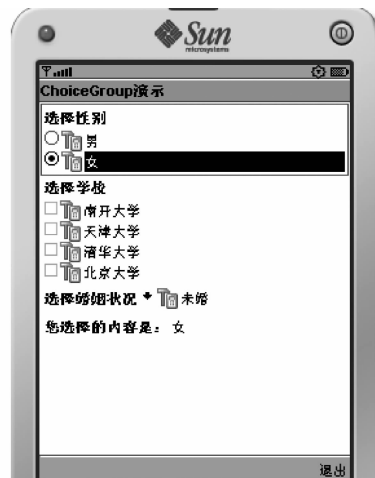 Sun
microsystems
ChoiceGroup演示
选择性别
男
女
选择学校
南开大学
天津大学
清华大学
北京大学
选择婚姻状况 未婚
您选择的内容是： 女
退出